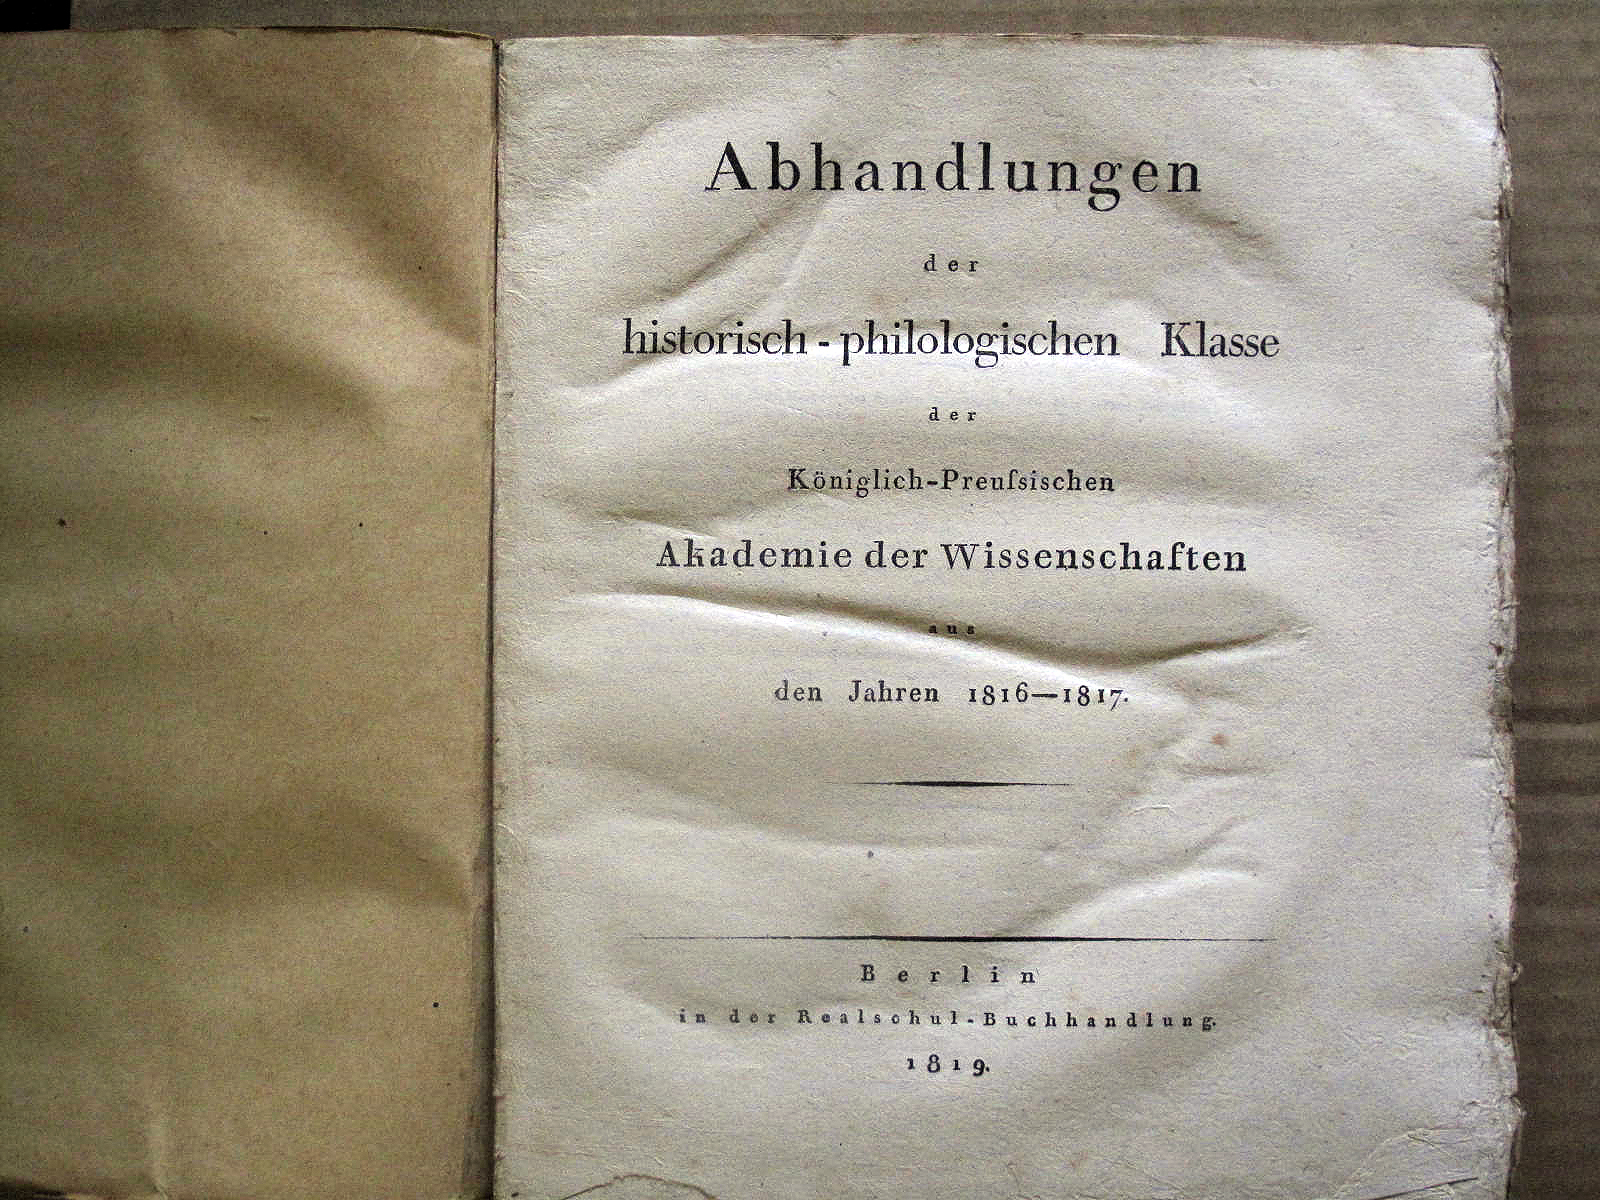 Abhandlungen
der
historisch-philologischen Klasse
der
Königlich-Preuſsischen
Akademie der Wissenschaften
aus
den Jahren 1816—1817.
Berlin
in der Realschul-Buchhandlung.
1819.